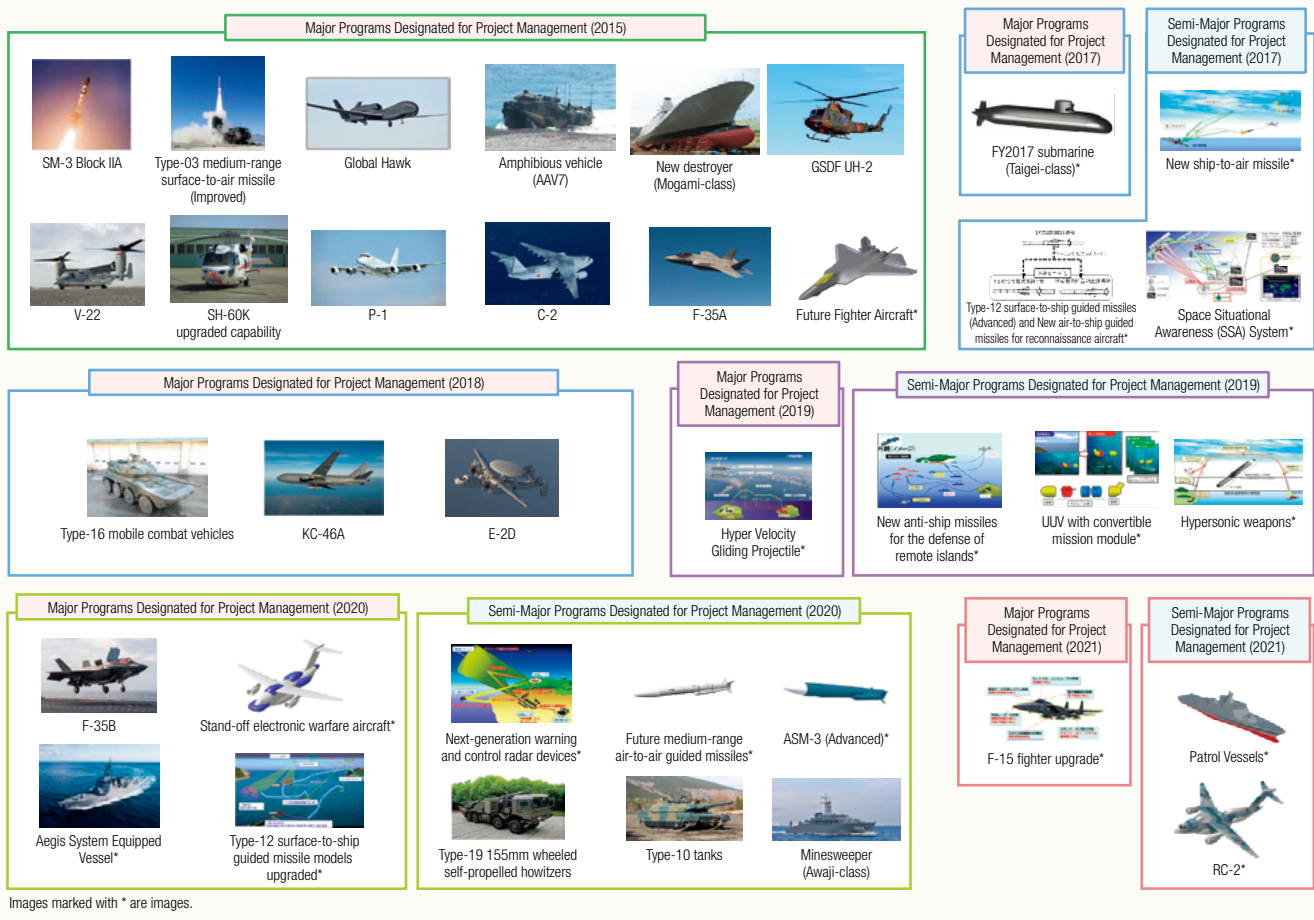 Major Programs Designated for Project Management (2015)
SM-3 Block IIA
Type-03 medium-range
surface-to-air missile
(Improved)
Global Hawk
Amphibious vehicle
(AAV7)
New destroyer
(Mogami-class)
GSDF UH-2
V-22
SH-60K
upgraded capability
P-1
C-2
F-35A
Future Fighter Aircraft*
Major Programs
Designated for Project
Management (2017)
FY2017 submarine
(Taigei-class)*
Semi-Major Programs
Designated for Project
Management (2017)
New ship-to-air missile*
Type-12 surface-to-ship guided missiles
(Advanced) and New air-to-ship guided
missiles for reconnaissance aircraft*
Space Situational
Awareness (SSA) System*
Major Programs Designated for Project Management (2018)
Type-16 mobile combat vehicles
KC-46A
E-2D
Major Programs
Designated for Project
Management (2019)
Hyper Velocity
Gliding Projectile*
Semi-Major Programs Designated for Project Management (2019)
New anti-ship missiles
for the defense of
remote islands*
UUV with convertible
mission module*
Hypersonic weapons*
Major Programs Designated for Project Management (2020)
F-35B
Stand-off electronic warfare aircraft*
Aegis System Equipped
Vessel*
Type-12 surface-to-ship
guided missile models
upgraded*
Semi-Major Programs Designated for Project Management (2020)
Next-generation warning
and control radar devices*
Future medium-range
air-to-air guided missiles*
ASM-3 (Advanced)*
Type-19 155mm wheeled
self-propelled howitzers
Type-10 tanks
Minesweeper
(Awaji-class)
Major Programs
Designated for Project
Management (2021)
F-15 fighter upgrade*
Semi-Major Programs
Designated for Project
Management (2021)
Patrol Vessels*
RC-2*
Images marked with * are images.